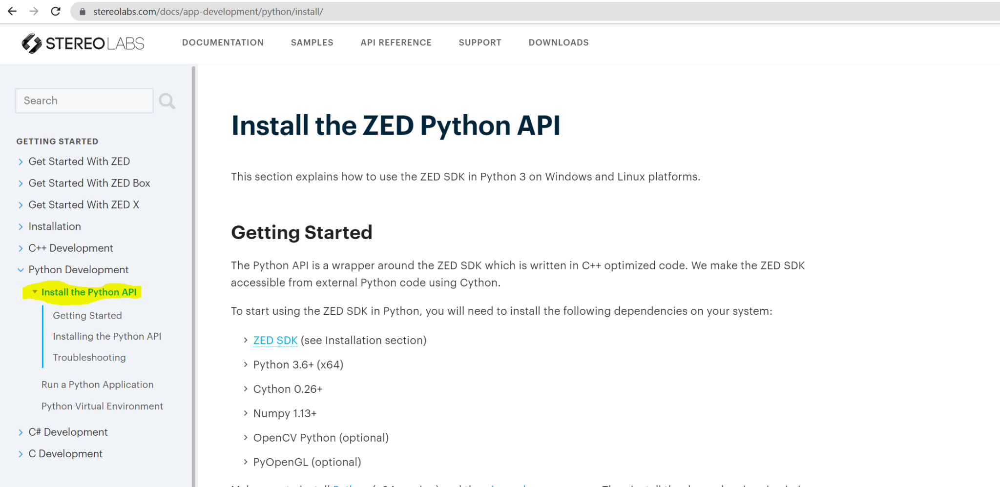 stereolabs.com/docs/app-development/python/install/
STEREOLABS
DOCUMENTATION
SAMPLES
API REFERENCE
SUPPORT
DOWNLOADS
Search
GETTING STARTED
Get Started With ZED
Get Started With ZED Box
Get Started With ZED X
Installation
C++ Development
Python Development
Install the Python API
Getting Started
Installing the Python API
Troubleshooting
Run a Python Application
Python Virtual Environment
C# Development
C Development
Install the ZED Python API
This section explains how to use the ZED SDK in Python 3 on Windows and Linux platforms.
Getting Started
The Python API is a wrapper around the ZED SDK which is written in C++ optimized code. We make the ZED SDK
accessible from external Python code using Cython.
To start using the ZED SDK in Python, you will need to install the following dependencies on your system:
ZED SDK (see Installation section)
Python 3.6+ (x64)
Cython 0.26+
Numpy 1.13+
OpenCV Python (optional)
PyOpenGL (optional)